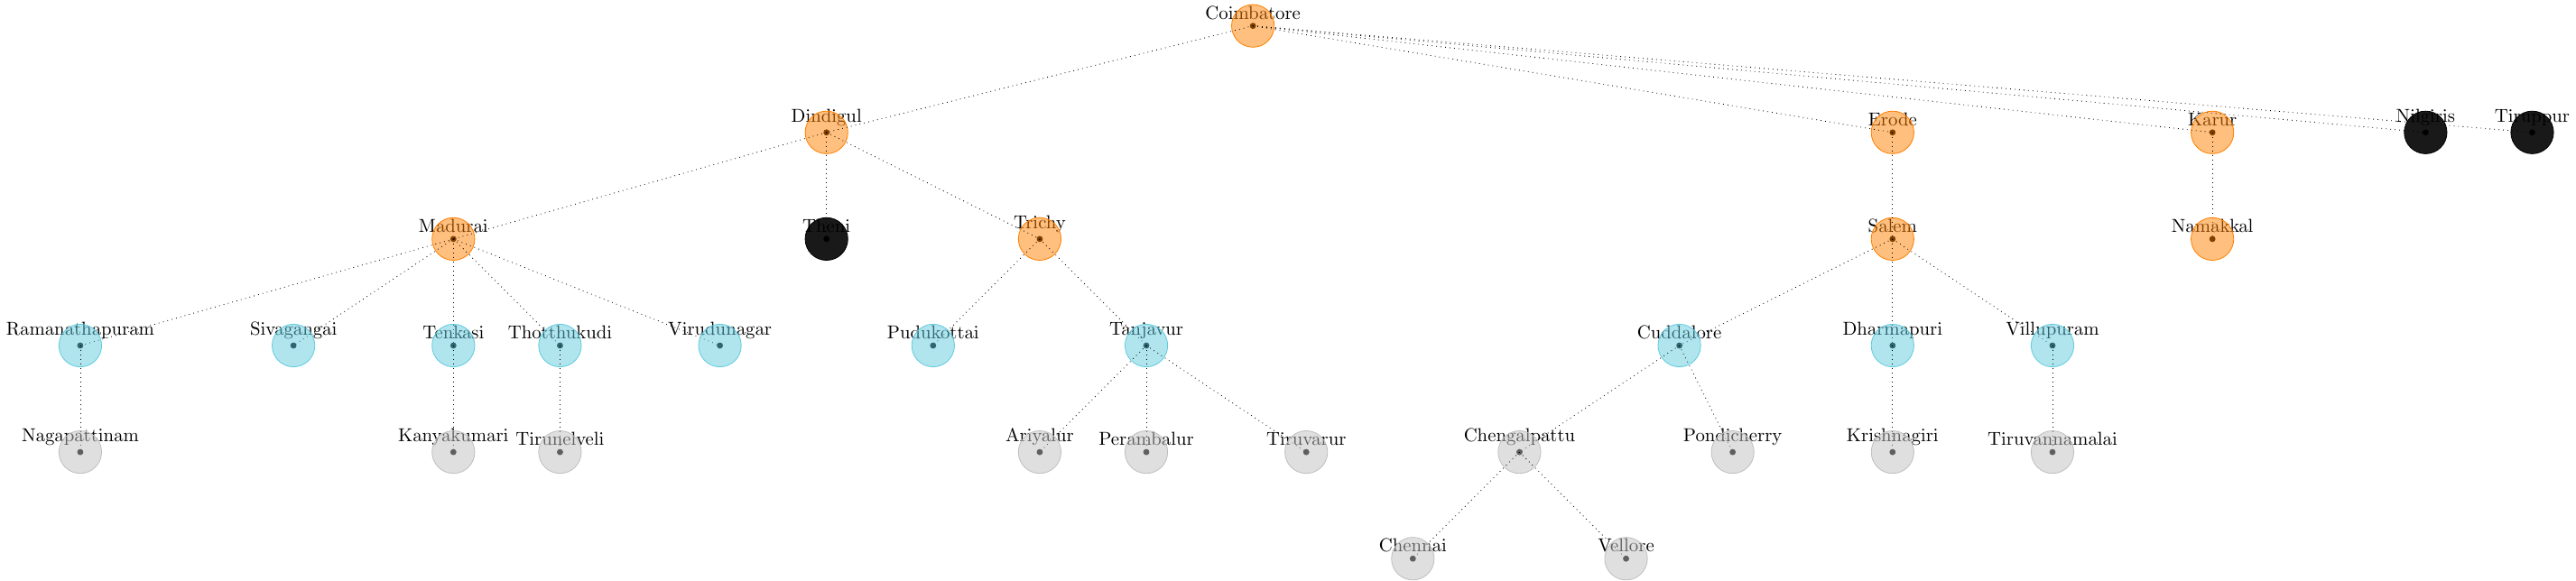 Coimbatore
Dindigul
Erode
Karur
Nilgiris
Tiruppur
Madurai
Theni
Trichy
Salem
Namakkal
Ramanathapuram
Sivagangai
Tenkasi
Thotthukudi
Virudunagar
Pudukottai
Tanjavur
Cuddalore
Dharmapuri
Villupuram
Nagapattinam
Kanyakumari
Tirunelveli
Ariyalur
Perambalur
Tiruvarur
Chengalpattu
Pondicherry
Krishnagiri
Tiruvannamalai
Chennai
Vellore